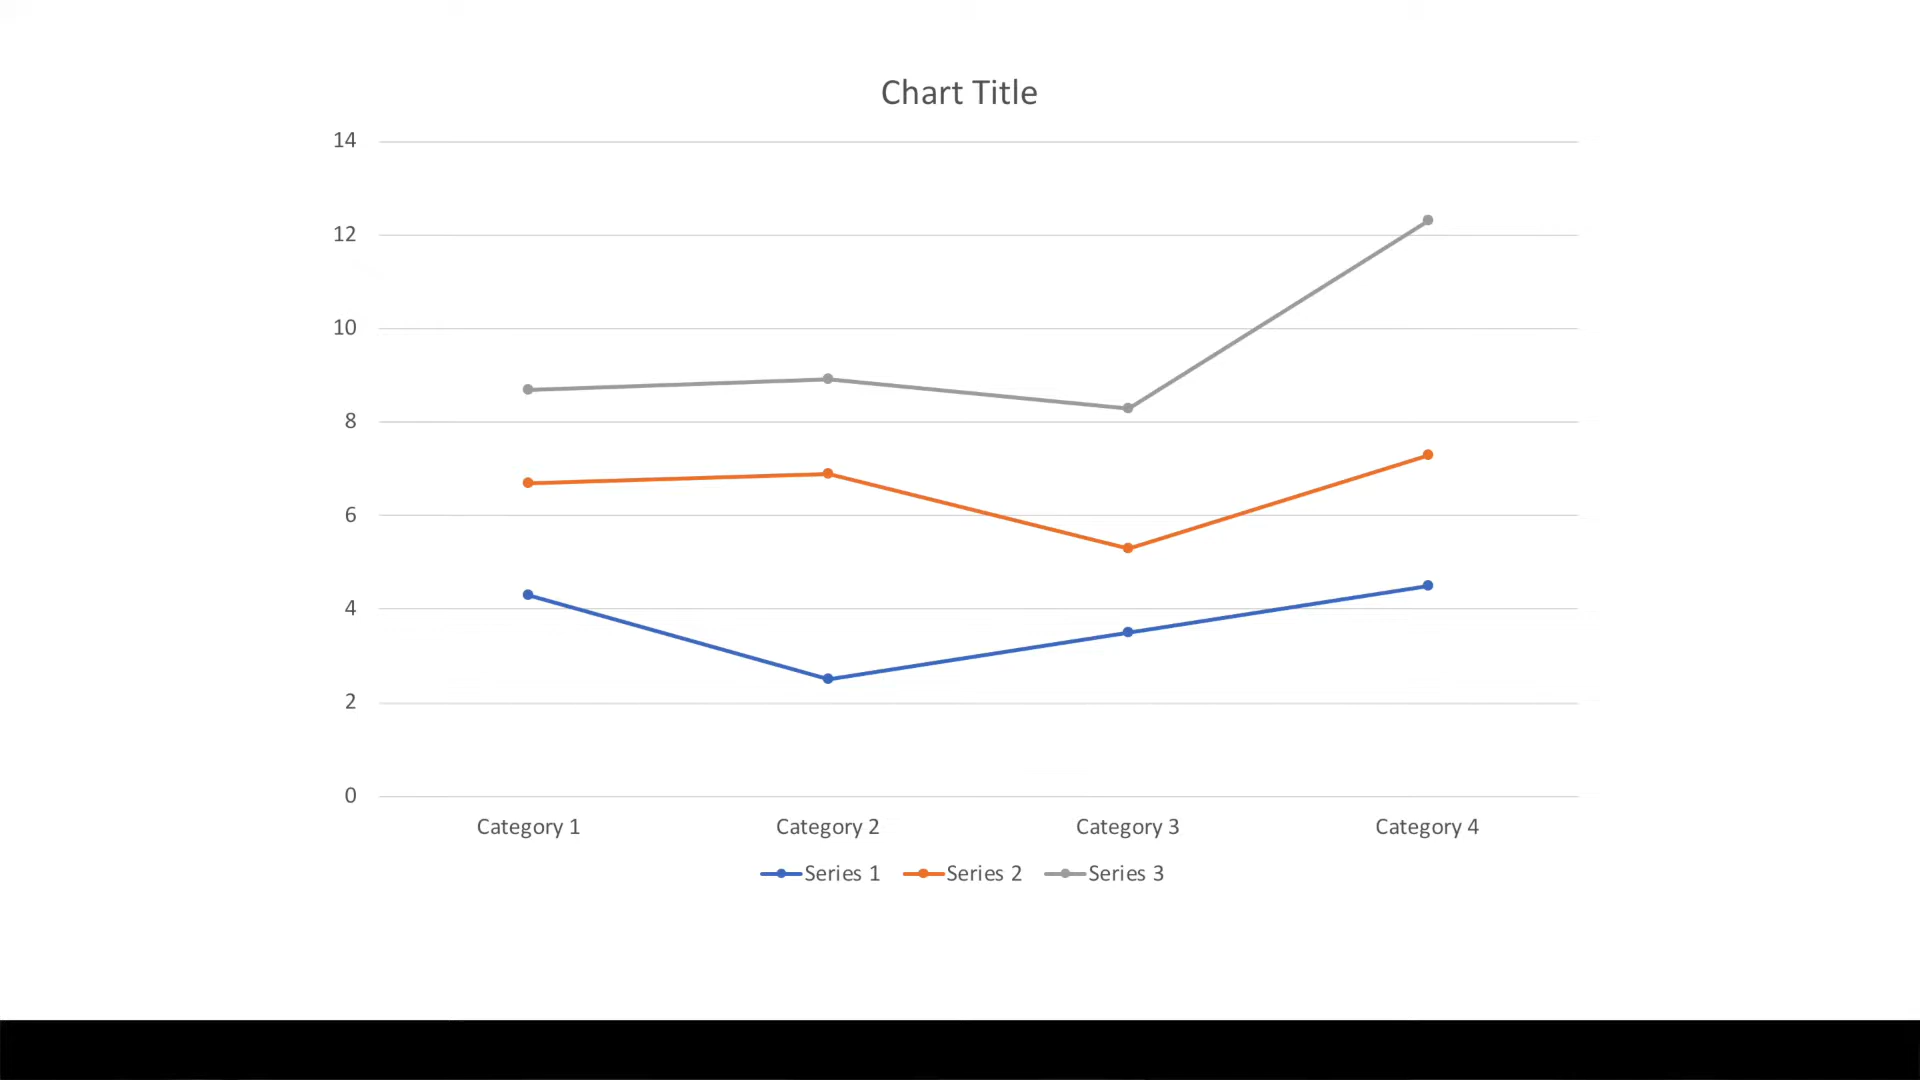 Chart Title
14
12
10
8
6
4
2
0
Category 1 Category 2 Category 3 Category 4
Series 1 Series 2 Series 3